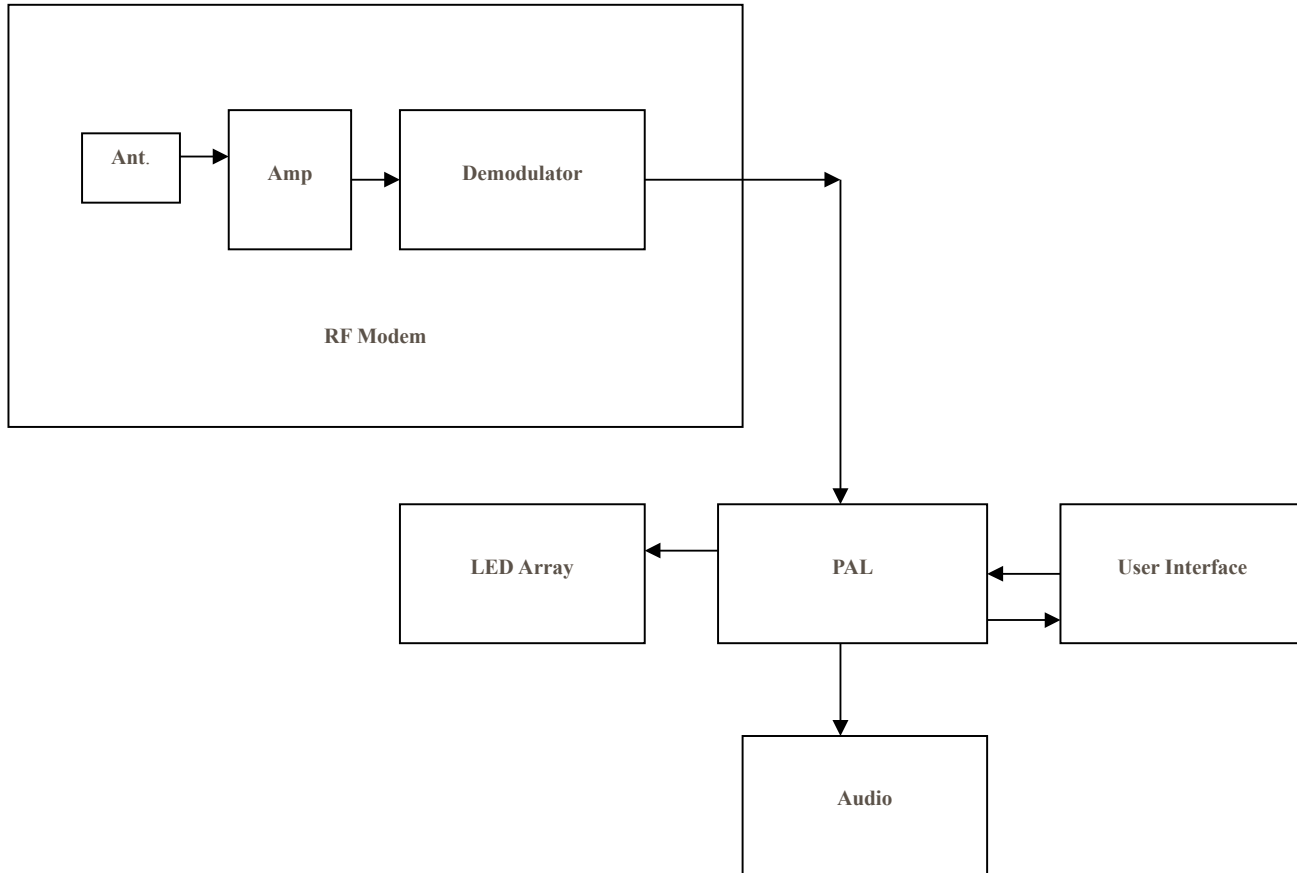 Ant.
Amp
Demodulator
RF Modem
LED Array
PAL
User Interface
Audio